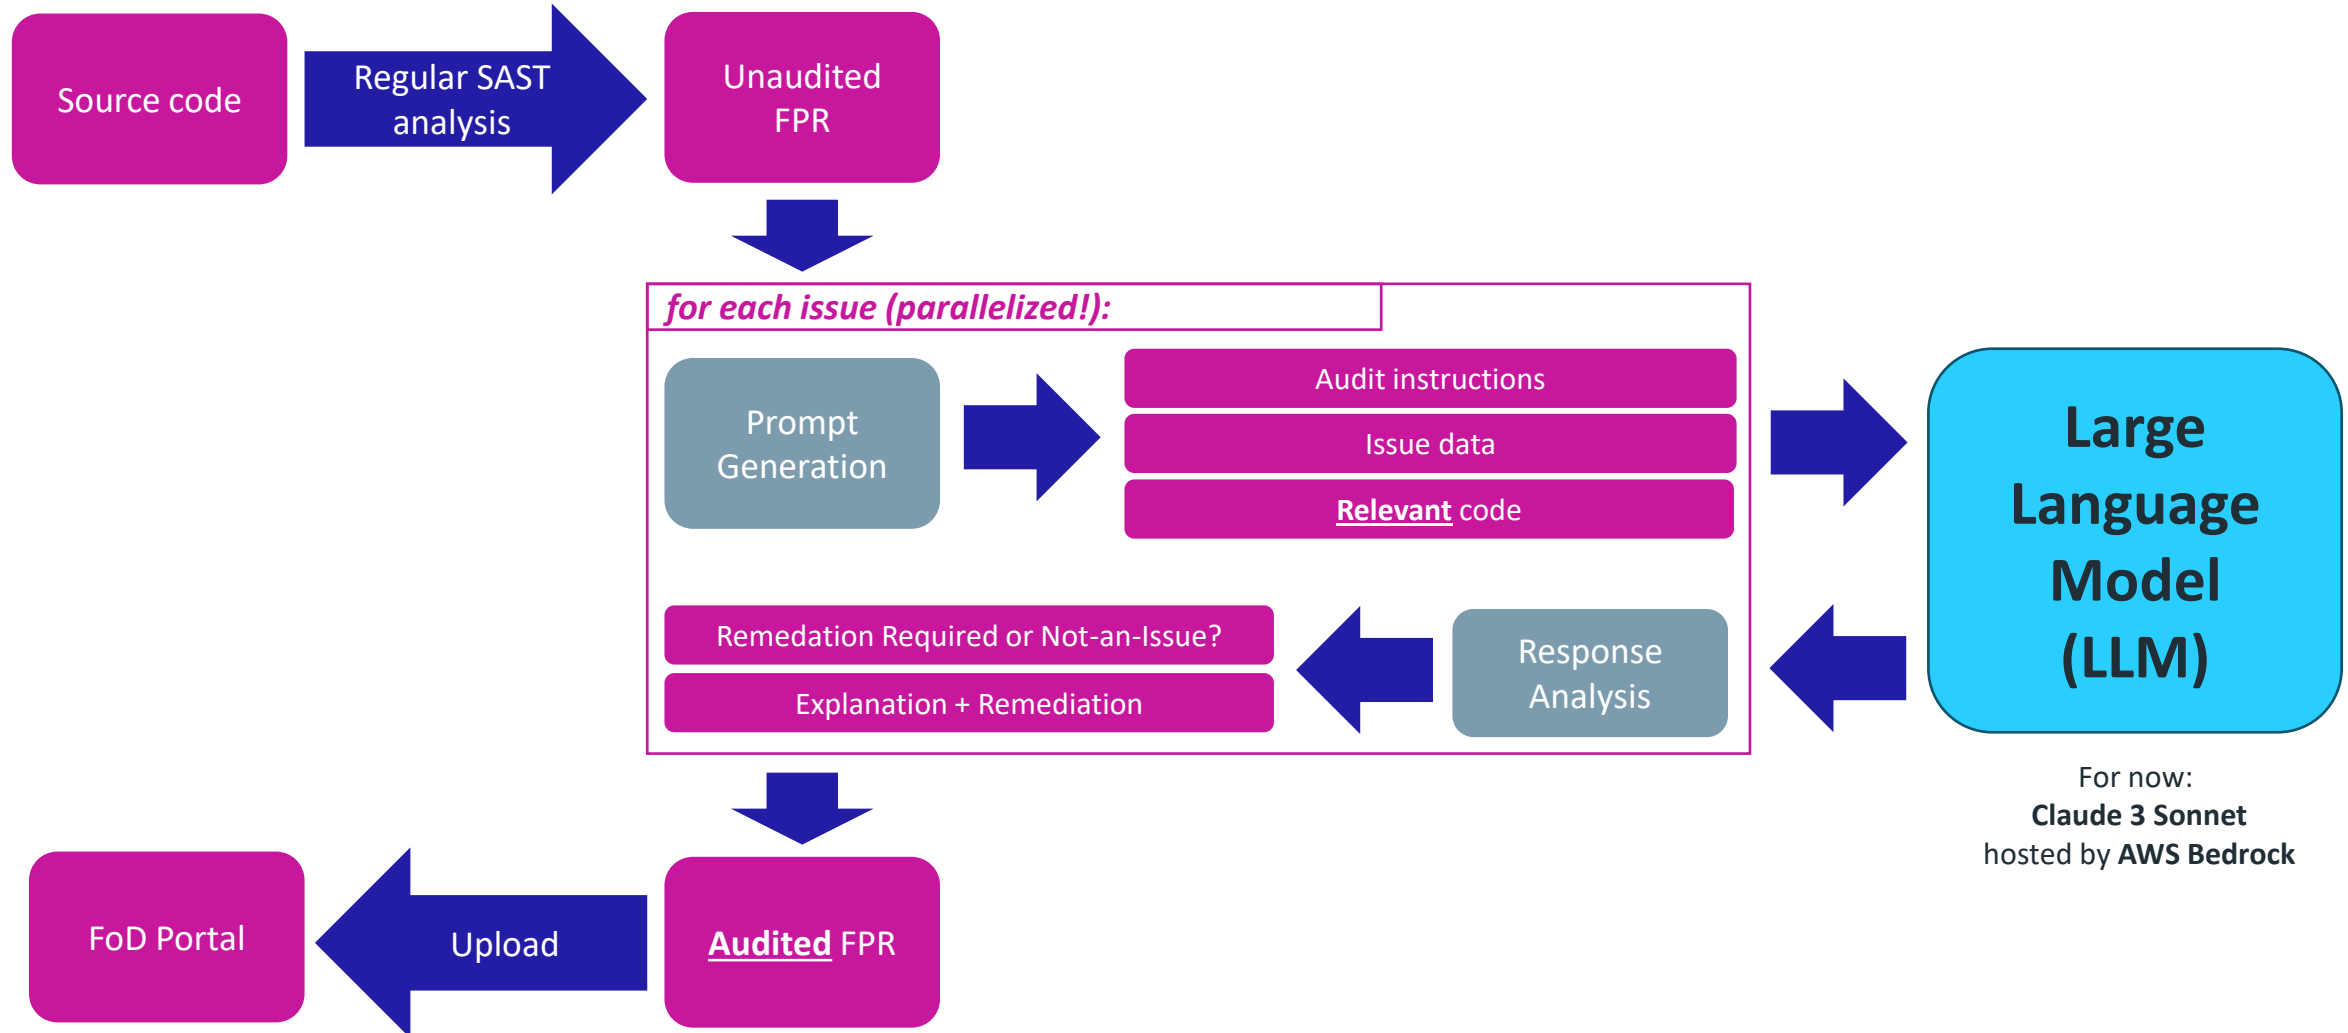 Source code
Regular SAST
analysis
Unaudited
FPR
for each issue (parallelized!):
Prompt
Generation
Audit instructions
Issue data
Relevant code
Large
Language
Model
(LLM)
For now:
Claude 3 Sonnet
hosted by AWS Bedrock
Response
Analysis
Remedation Required or Not-an-Issue?
Explanation + Remediation
Audited FPR
Upload
FoD Portal